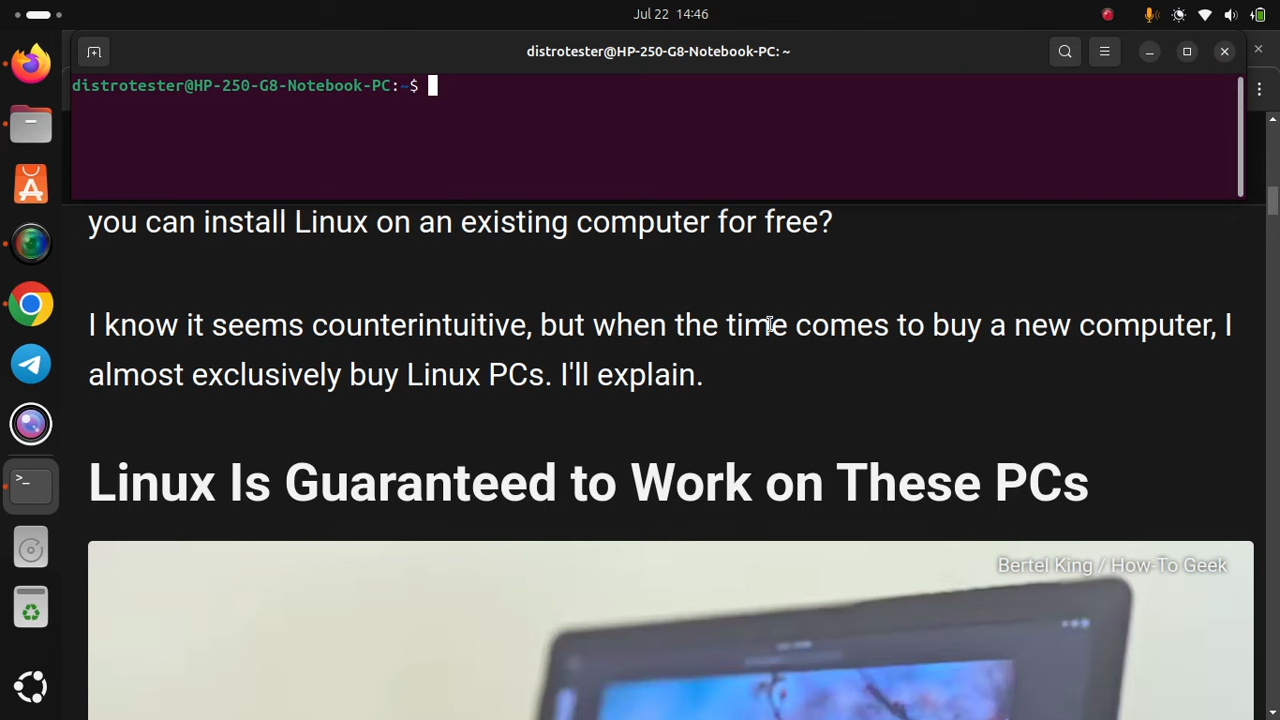 Jul 22 14:46
distrotester@HP-250-G8-Notebook-PC: ~
distrotester@HP-250-G8-Notebook-PC:~$
you can install Linux on an existing computer for free?
I know it seems counterintuitive, but when the time comes to buy a new computer, I
almost exclusively buy Linux PCs. I'll explain.
Linux Is Guaranteed to Work on These PCs
Bertel King / How-To Geek